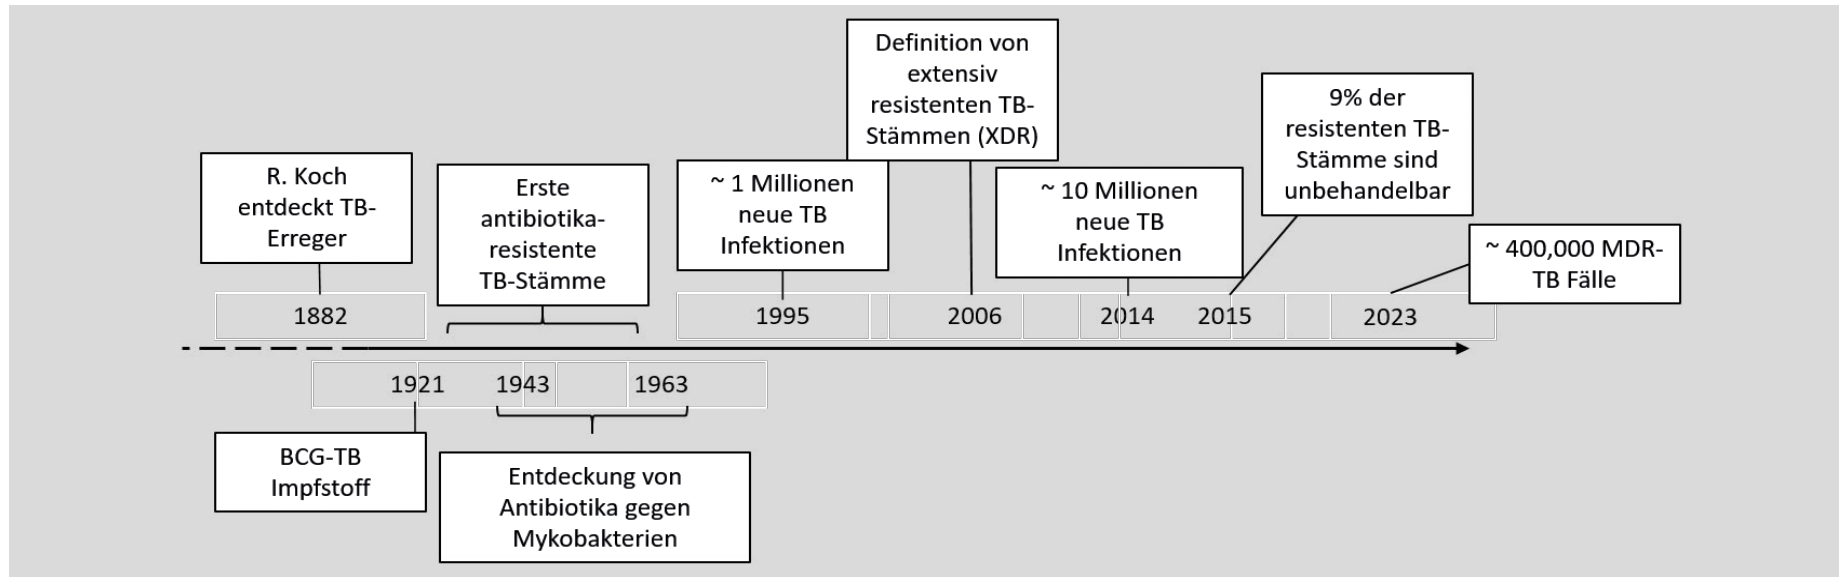 R. Koch
entdeckt TB-
Erreger
Erste
antibiotika-
resistente
TB-Stämme
~ 1 Millionen
neue TB
Infektionen
Definition von
extensiv
resistenten TB-
Stämmen (XDR)
~ 10 Millionen
neue TB
Infektionen
9% der
resistenten TB-
Stämme sind
unbehandelbar
~ 400,000 MDR-
TB Fälle
1882
1995
2006
2014
2015
2023
1921
1943
1963
BCG-TB
Impfstoff
Entdeckung von
Antibiotika gegen
Mykobakterien